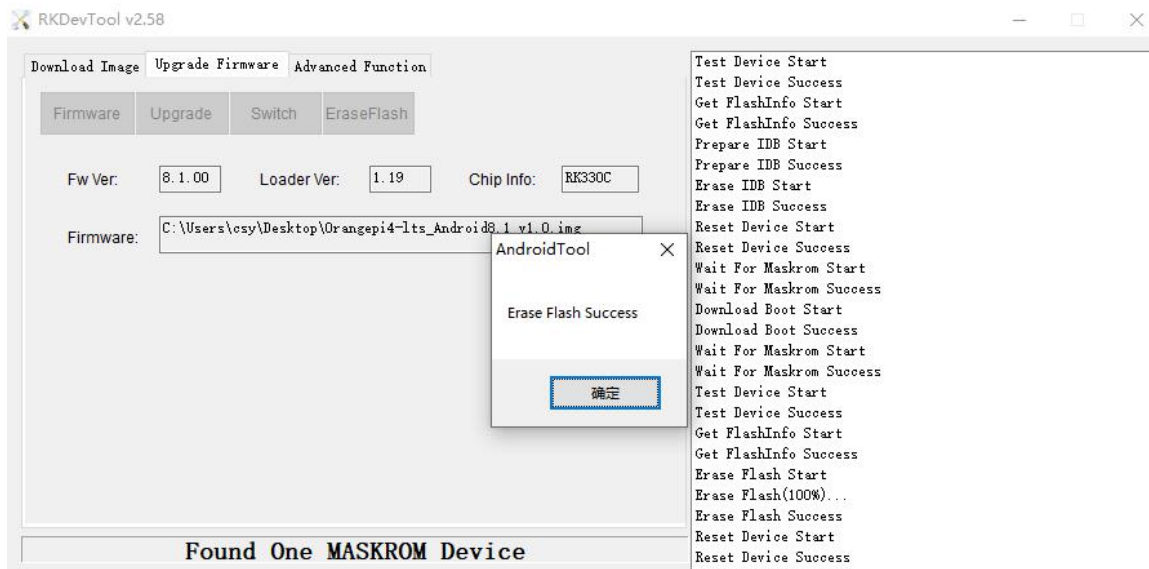 RKDevTool v2.58
Download Image Upgrade Firmware Advanced Function
Firmware Upgrade Switch EraseFlash
Fw Ver: 8.1.00 Loader Ver: 1.19 Chip Info: RK330C
Firmware: C:\Users\csy\Desktop\Orangepi4-lts_Android8.1_v1.0.img
AndroidTool
Erase Flash Success
确定
Found One MASKROM Device
Test Device Start
Test Device Success
Get FlashInfo Start
Get FlashInfo Success
Prepare IDB Start
Prepare IDB Success
Erase IDB Start
Erase IDB Success
Reset Device Start
Reset Device Success
Wait For Maskrom Start
Wait For Maskrom Success
Download Boot Start
Download Boot Success
Wait For Maskrom Start
Wait For Maskrom Success
Test Device Start
Test Device Success
Get FlashInfo Start
Get FlashInfo Success
Erase Flash Start
Erase Flash(100%)...
Erase Flash Success
Reset Device Start
Reset Device Success